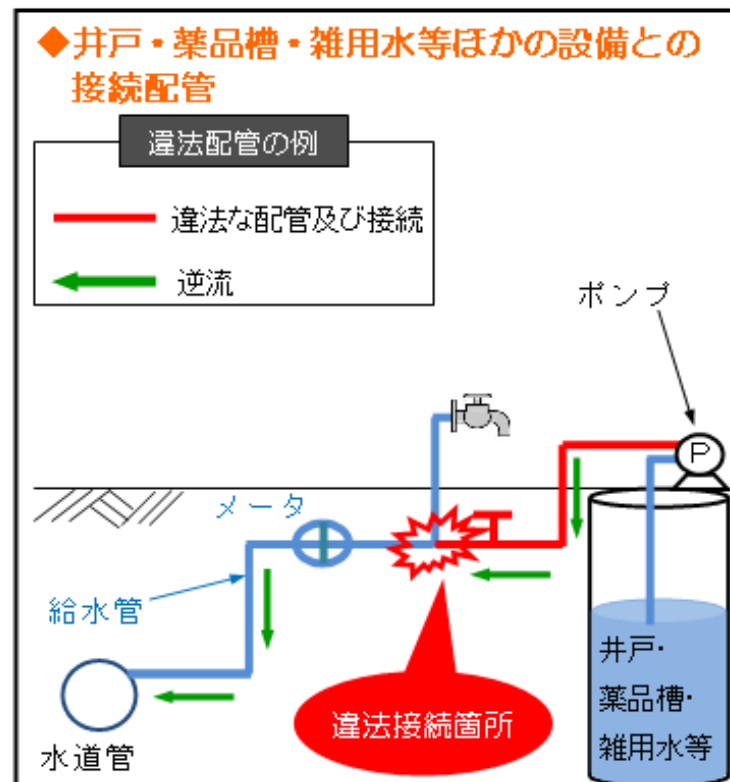 ◆井戸・薬品槽・雑用水等ほかの設備との
接続配管
違法配管の例
違法な配管及び接続
逆流
ポンプ
P
メータ
給水管
水道管
違法接続箇所
井戸・
薬品槽・
雑用水等